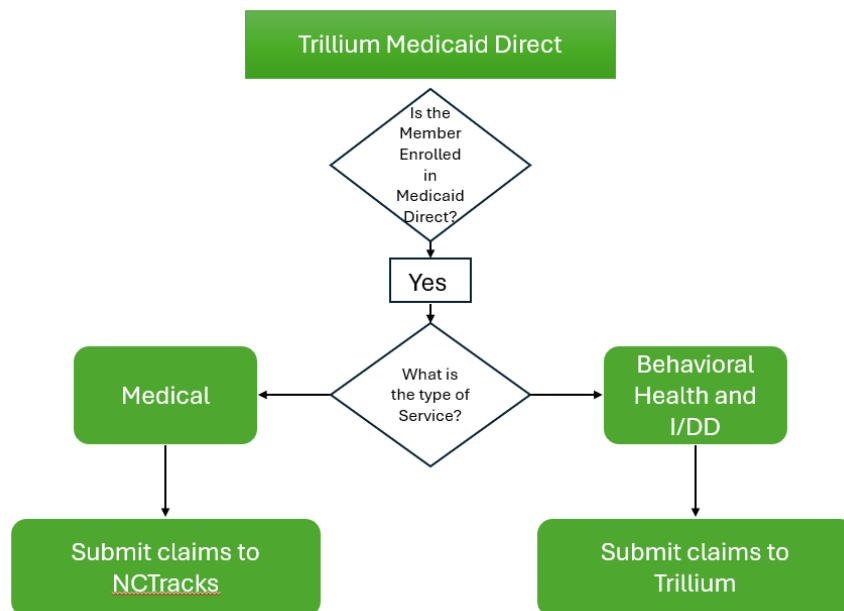 Trillium Medicaid Direct
Is the
Member
Enrolled
in
Medicaid
Direct?
Yes
What is
the type of
Service?
Medical
Behavioral
Health and
I/DD
Submit claims to
NCTracks
Submit claims to
Trillium